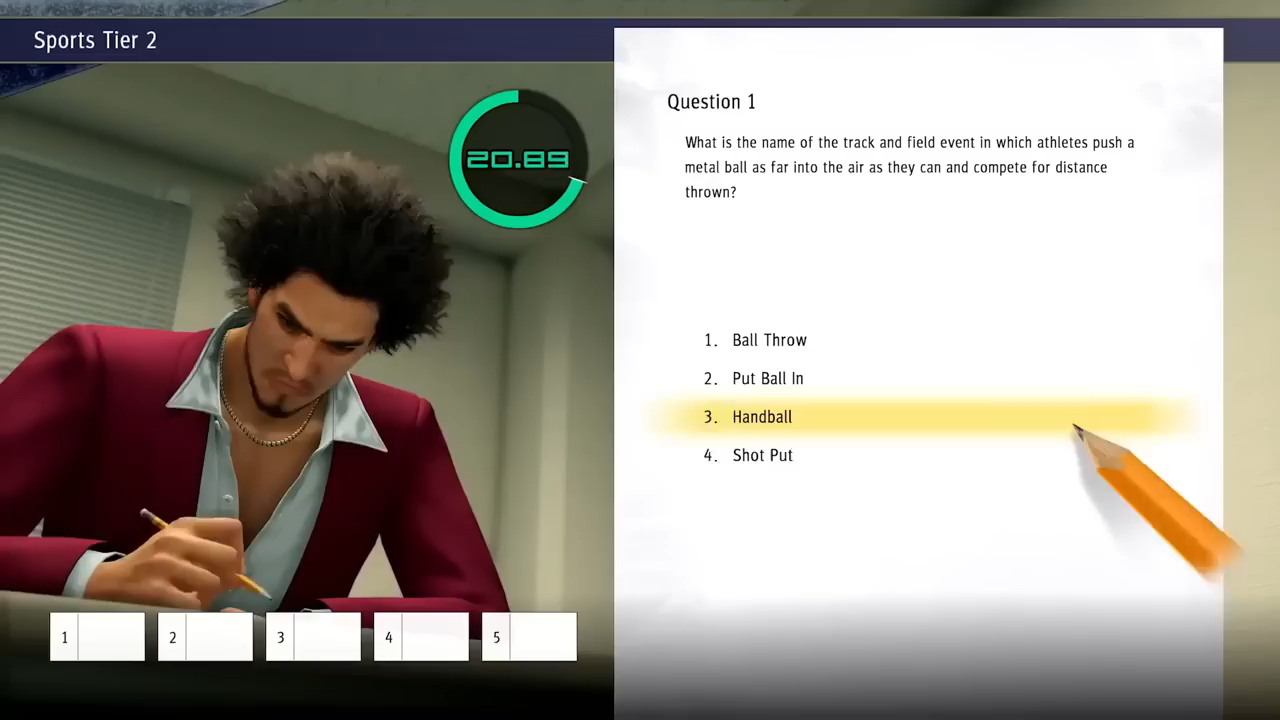 Sports Tier 2
20.89
Question 1
What is the name of the track and field event in which athletes push a
metal ball as far into the air as they can and compete for distance
thrown?
1. Ball Throw
2. Put Ball In
3. Handball
4. Shot Put
1 2 3 4 5